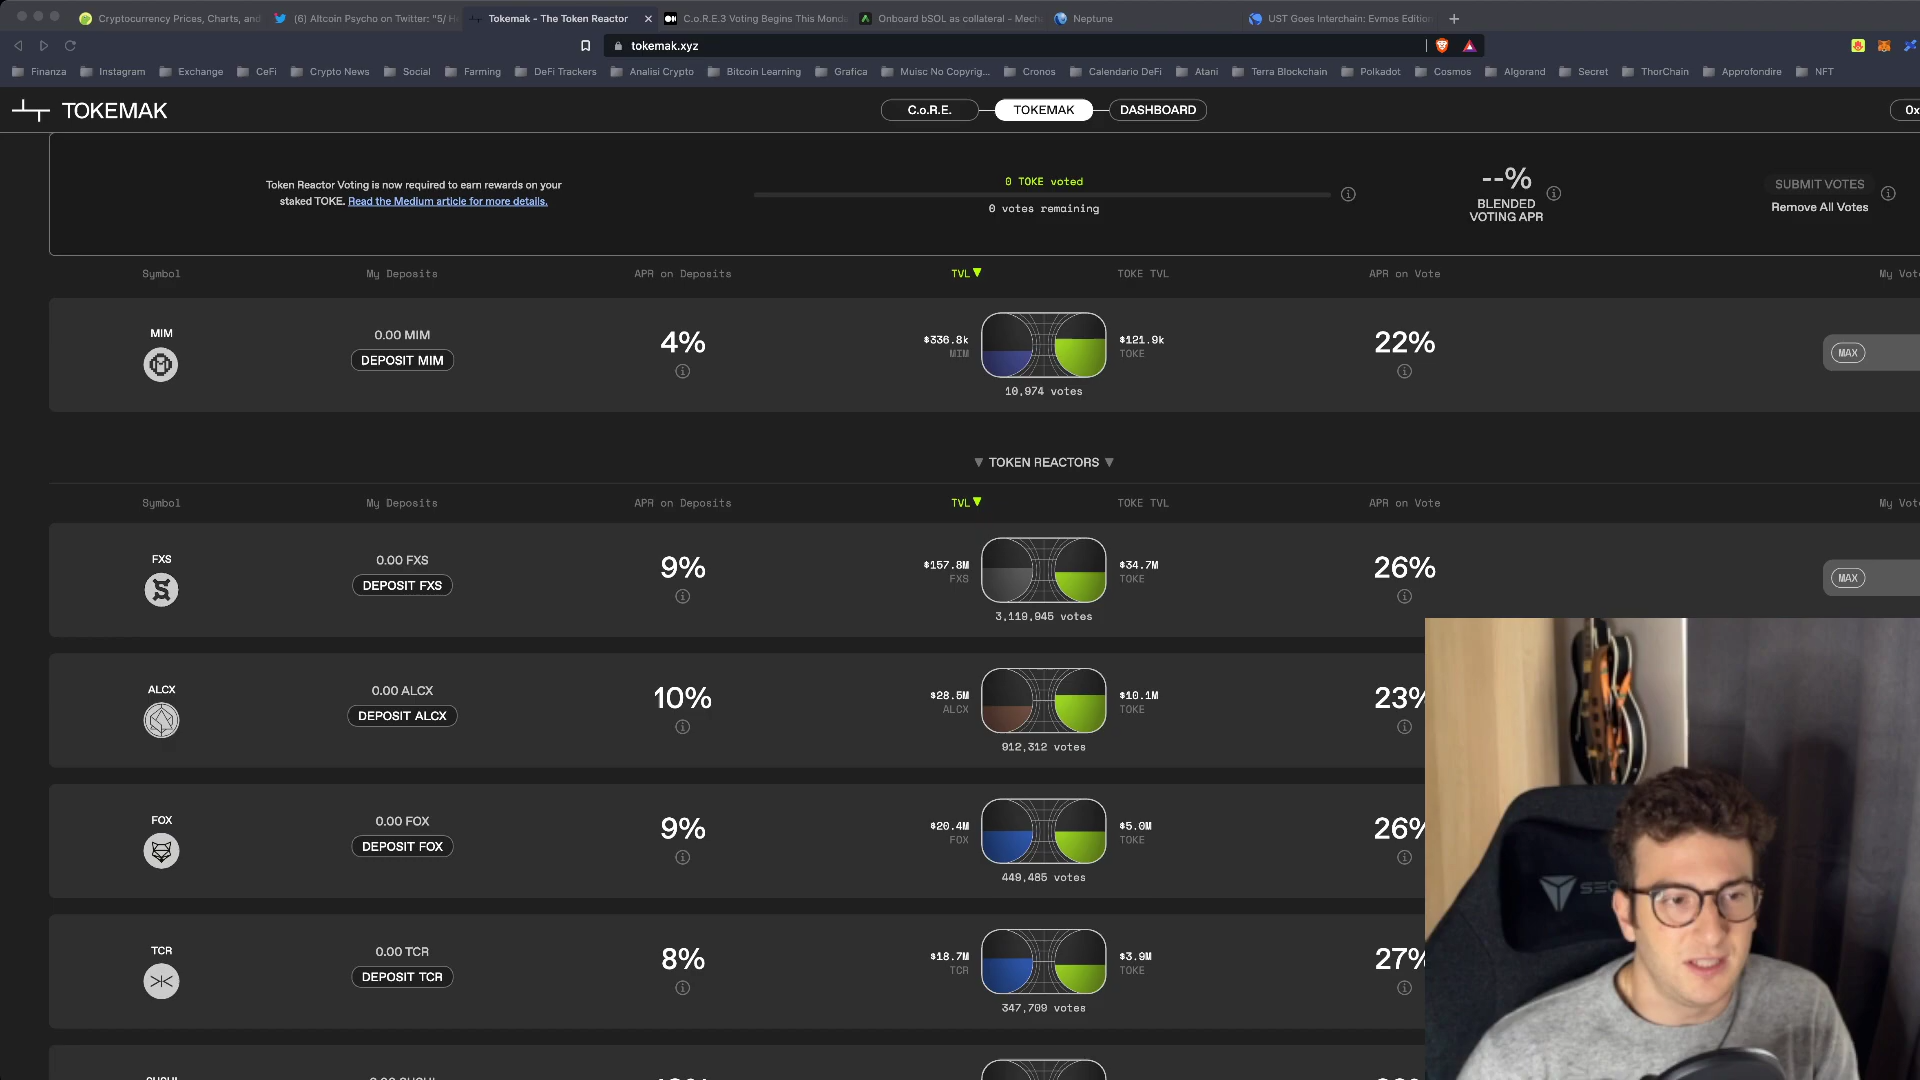 Cryptocurrency Prices, Charts, and
(6) Altcoin Psycho on Twitter: "5/ H
Tokemak - The Token Reactor
C.o.R.E.3 Voting Begins This Monda
Onboard bSOL as collateral - Mech
Neptune
UST Goes Interchain: Evmos Edition
tokemak.xyz
Finanza
Instagram
Exchange
CeFi
Crypto News
Social
Farming
DeFi Trackers
Analisi Crypto
Bitcoin Learning
Grafica
Muisc No Copyrig...
Cronos
Calendario DeFi
Atani
Terra Blockchain
Polkadot
Cosmos
Algorand
Secret
ThorChain
Approfondire
NFT
TOKEMAK
C.o.R.E.
TOKEMAK
DASHBOARD
0x
Token Reactor Voting is now required to earn rewards on your
staked TOKE. Read the Medium article for more details.
0 TOKE voted
0 votes remaining
--%
BLENDED
VOTING APR
SUBMIT VOTES
Remove All Votes
Symbol
My Deposits
APR on Deposits
TVL▼
TOKE TVL
APR on Vote
My Vot
MIM
0.00 MIM
DEPOSIT MIM
4%
$336.8k
MIM
$121.9k
TOKE
10,974 votes
22%
MAX
▼ TOKEN REACTORS ▼
Symbol
My Deposits
APR on Deposits
TVL▼
TOKE TVL
APR on Vote
My Vot
FXS
0.00 FXS
DEPOSIT FXS
9%
$157.8M
FXS
$34.7M
TOKE
3,119,945 votes
26%
MAX
ALCX
0.00 ALCX
DEPOSIT ALCX
10%
$28.5M
ALCX
$10.1M
TOKE
912,312 votes
23%
FOX
0.00 FOX
DEPOSIT FOX
9%
$20.4M
FOX
$5.0M
TOKE
449,485 votes
26%
TCR
0.00 TCR
DEPOSIT TCR
8%
$18.7M
TCR
$3.9M
TOKE
347,709 votes
27%